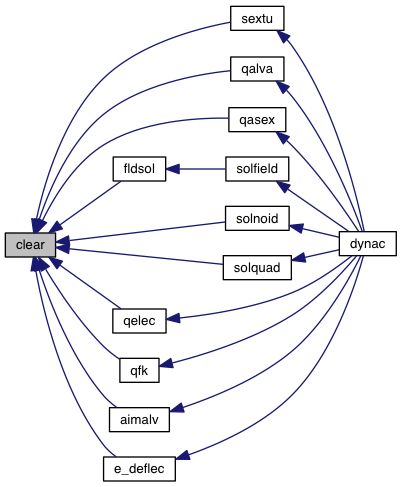 sextu
qalva
qasex
fldsol
solfield
solnoid
clear
dynac
solquad
qelec
qfk
aimalv
e_deflec